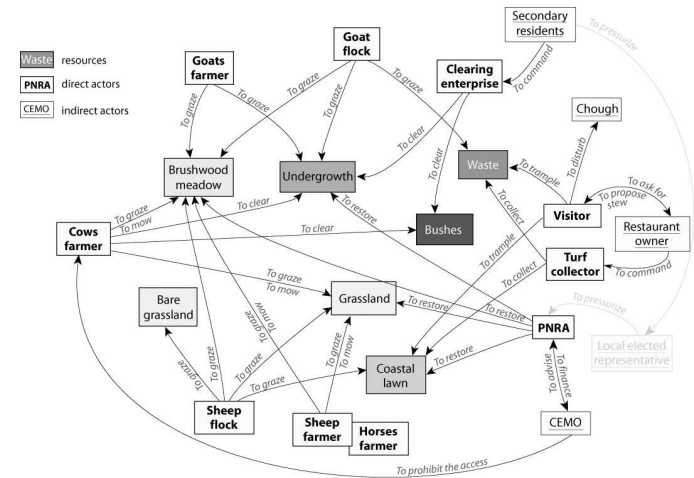 Secondary
residents
To pressurize
Goat
flock
Waste resources
Goats
farmer
Clearing
enterprise
To command
PNRA direct actors
To graze
To graze
To graze
To graze
To graze
CEMO indirect actors
Chough
To clear
To clear
To disturb
Brushwood
meadow
Undergrowth
Waste
To trample
To ask for
To propose
stew
To graze
To mow
To clear
To restore
To collect
Visitor
Cows
farmer
To clear
Bushes
Restaurant
owner
To trample
Turf
collector
To command
To graze
To mow
To collect
Bare
grassland
Grassland
To pressurize
To restore
To restore
PNRA
Local elected
representative
To graze
To graze
To graze
To mow
To graze
To graze
To mow
To graze
Coastal
lawn
To restore
To finance
To advise
Sheep
flock
Sheep
farmer
Horses
farmer
CEMO
To prohibit the access